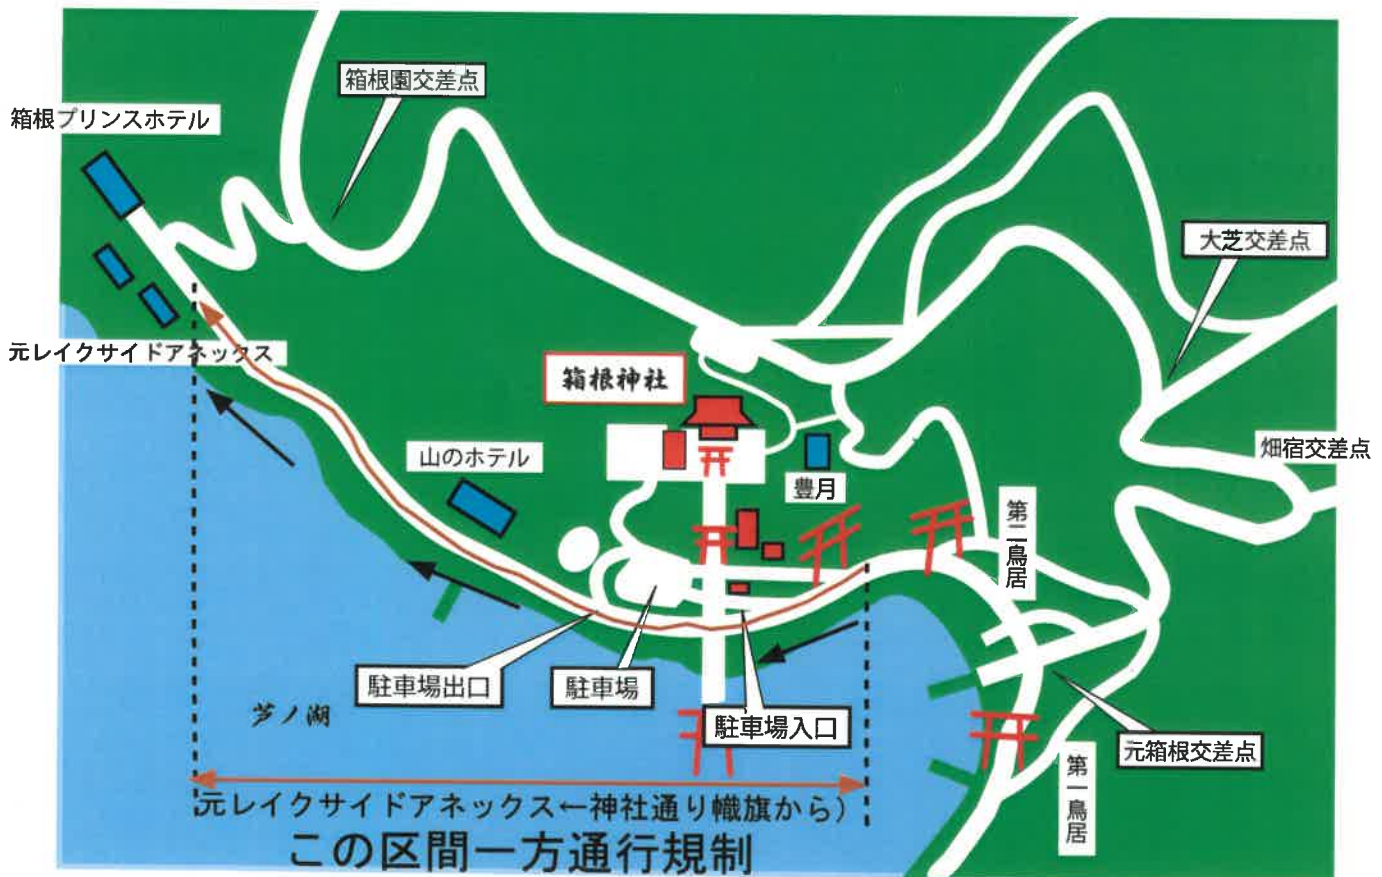 箱根園交差点
箱根プリンスホテル
大芝交差点
元レイクサイドアネックス
箱根神社
畑宿交差点
山のホテル
豊月
第二鳥居
駐車場出口
駐車場
駐車場入口
芦ノ湖
元箱根交差点
第一鳥居
元レイクサイドアネックス←神社通り幟旗から）
この区間一方通行規制